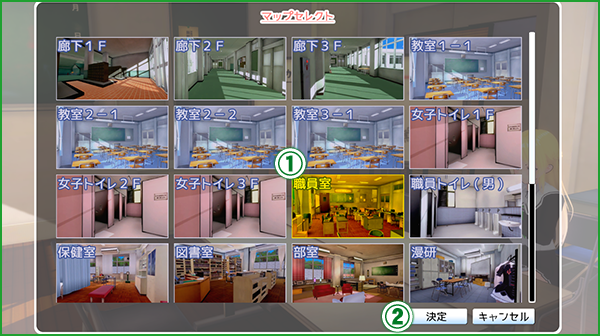 マップセレクト
廊下１F
廊下２F
廊下３F
教室１－１
教室２－１
教室２－２
教室３－１
女子トイレ１F
①
女子トイレ２F
女子トイレ３F
職員室
職員トイレ(男)
保健室
図書室
部室
漫研
② 決定 キャンセル